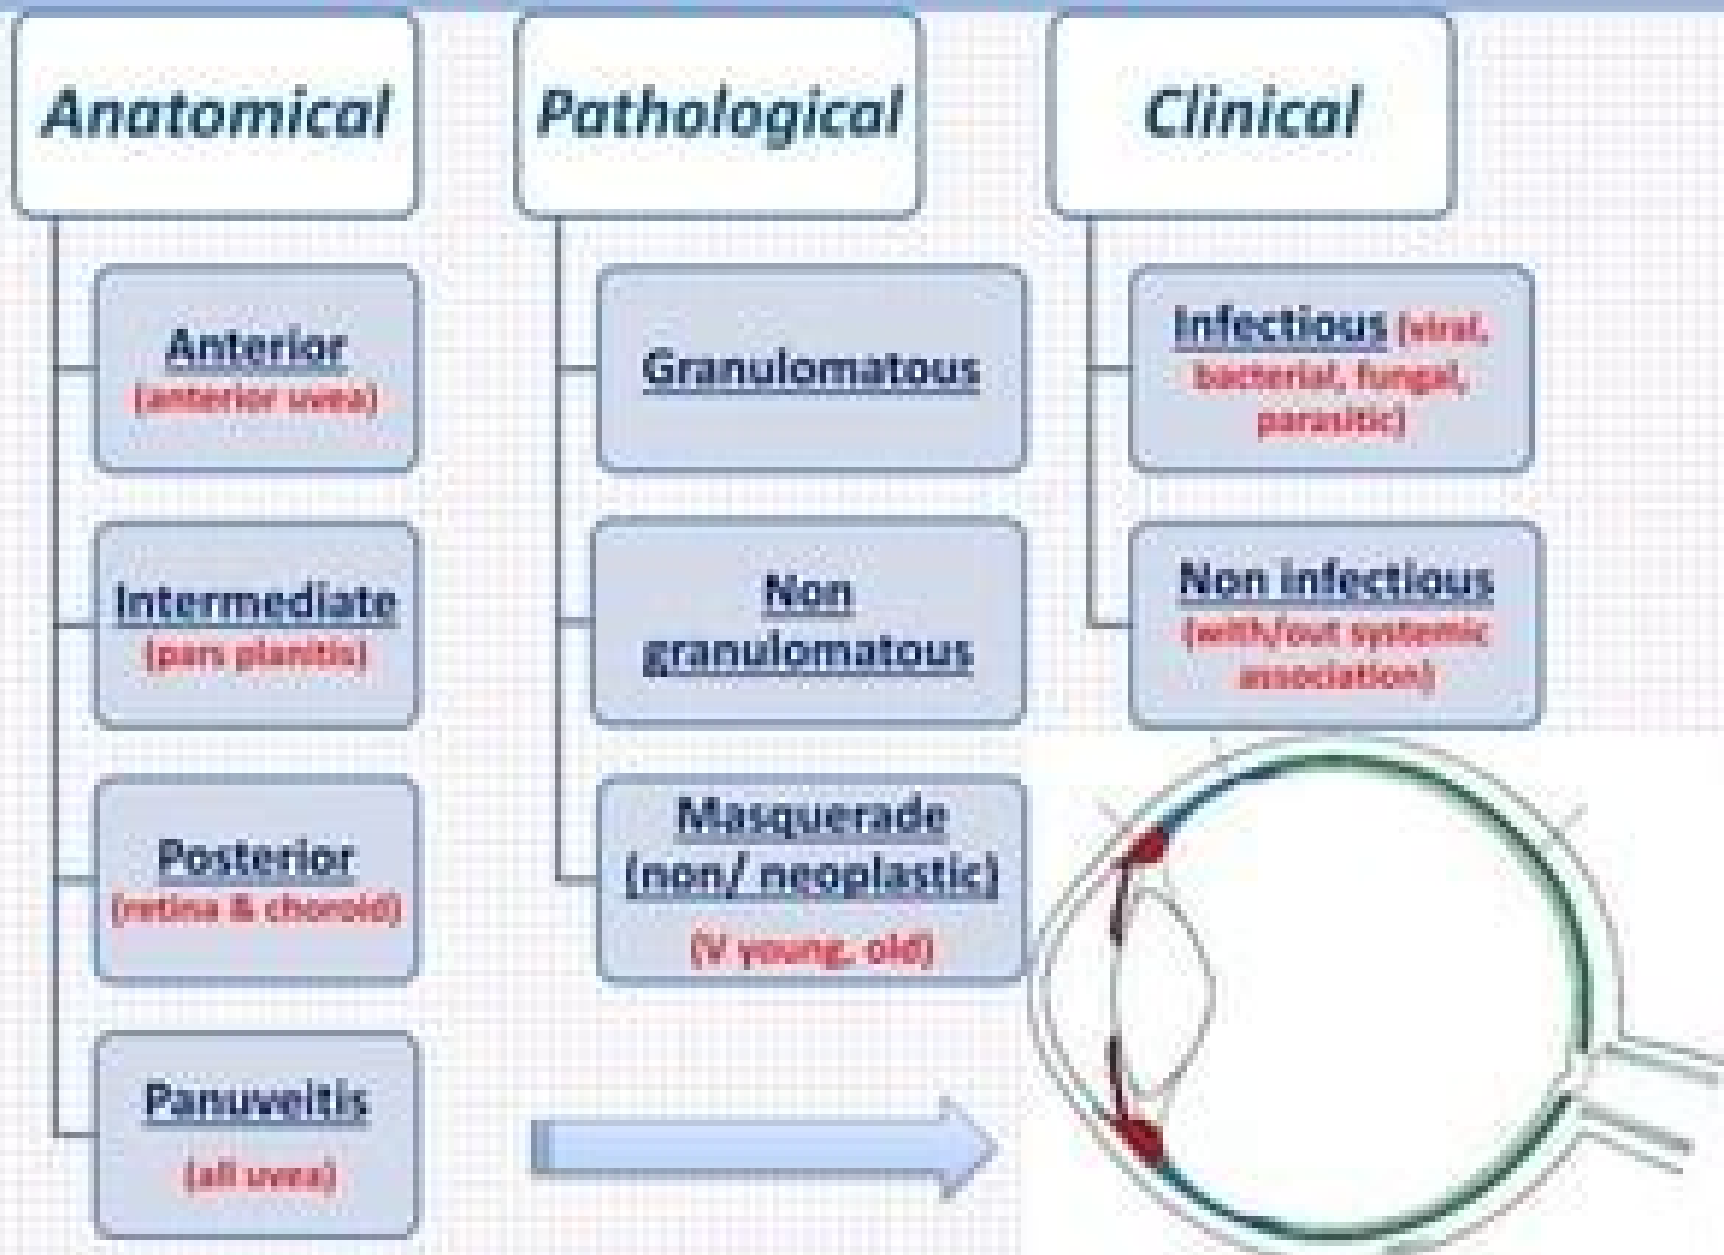 Anatomical
Anterior
(anterior uvea)
Intermediate
(pars planitis)
Posterior
(retina & choroid)
Panuveitis
(all uvea)
Pathological
Granulomatous
Non
granulomatous
Masquerade
(non/ neoplastic)
(V young, old)
Clinical
Infectious (viral,
bacterial, fungal,
parasitic)
Non infectious
(with/out systemic
association)